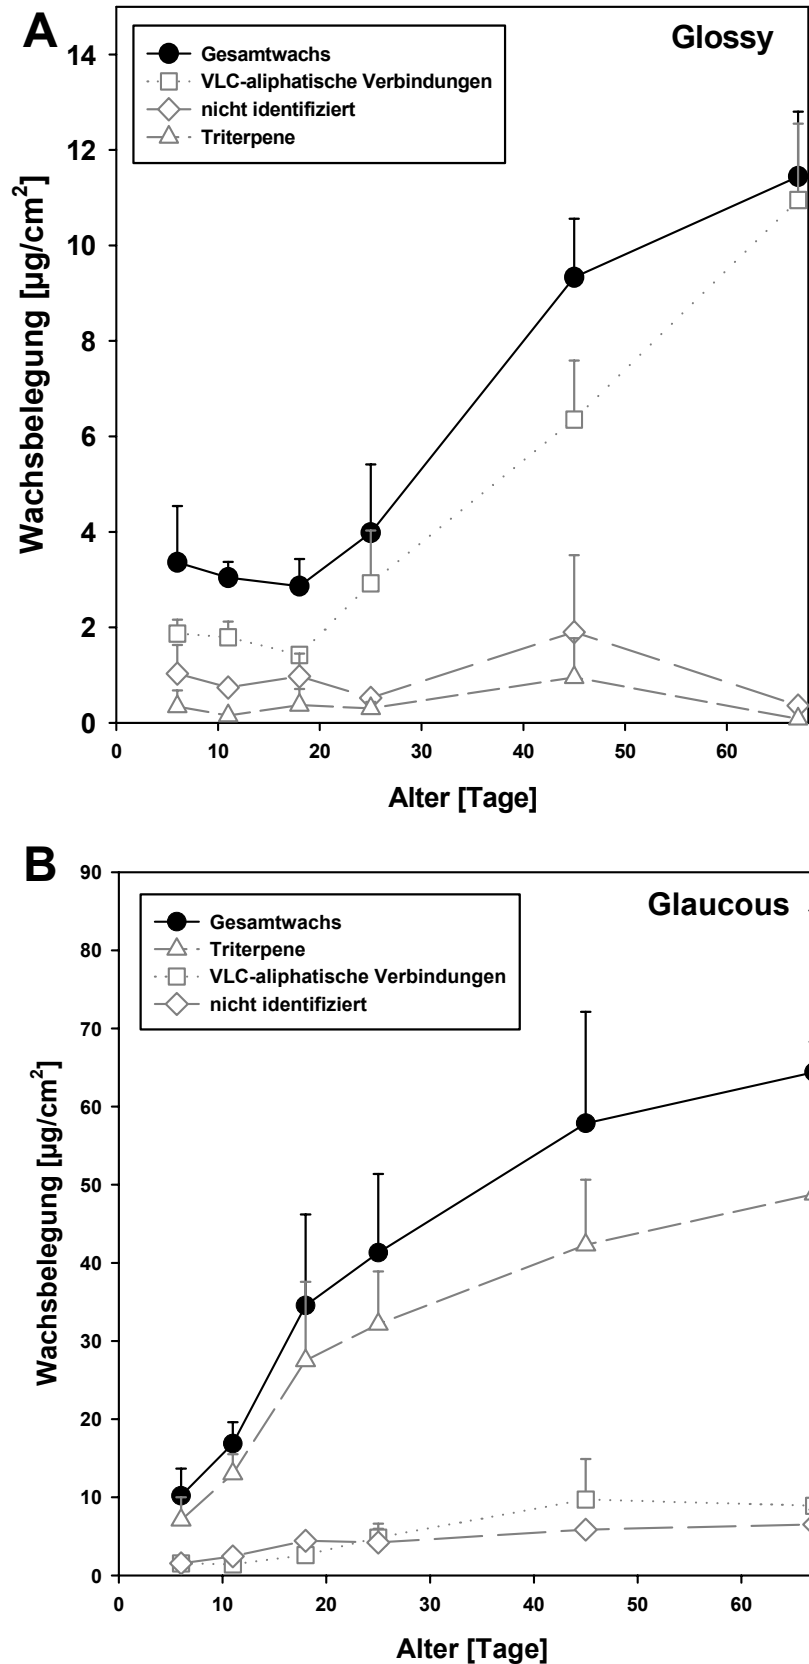 A
Glossy
Gesamtwachs
VLC-aliphatische Verbindungen
nicht identifiziert
Triterpene
14
12
10
8
6
4
2
0
Wachsbelegung [µg/cm²]
0 10 20 30 40 50 60
Alter [Tage]
B
Glaucous
Gesamtwachs
Triterpene
VLC-aliphatische Verbindungen
nicht identifiziert
90
80
70
60
50
40
30
20
10
0
Wachsbelegung [µg/cm²]
0 10 20 30 40 50 60
Alter [Tage]